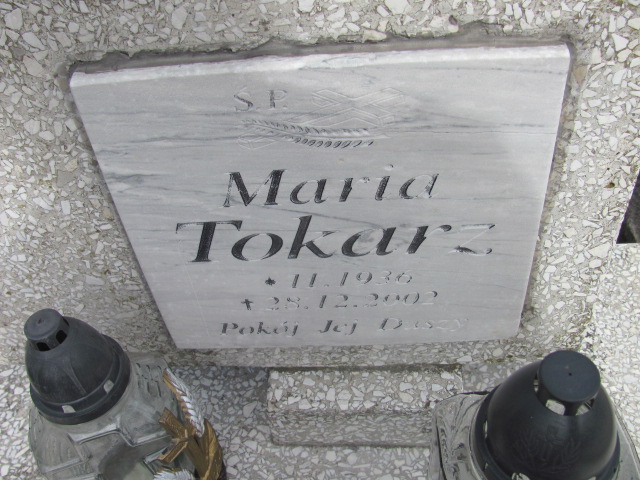 Ś P
Maria
Tokarz
* 11.1936
+ 28.12.2002
Pokój Jej Duszy